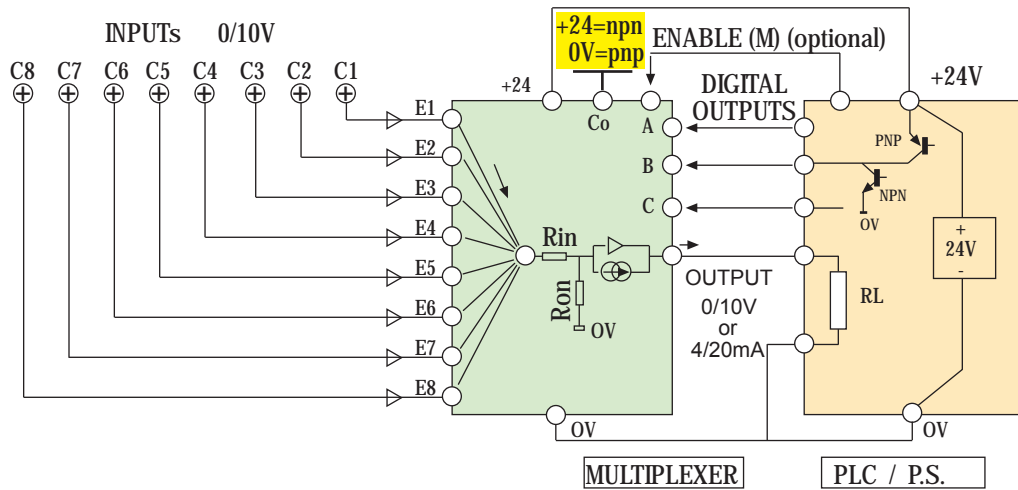 INPUTs 0/10V
+24=npn
0V=pnp
ENABLE (M) (optional)
C8 C7 C6 C5 C4 C3 C2 C1
+24
Co
DIGITAL
OUTPUTS
+24V
E1
E2
E3
E4
E5
E6
E7
E8
A
B
C
PNP
NPN
0V
Rin
Ron
0V
OUTPUT
0/10V
or
4/20mA
RL
+
24V
-
0V
0V
MULTIPLEXER
PLC / P.S.